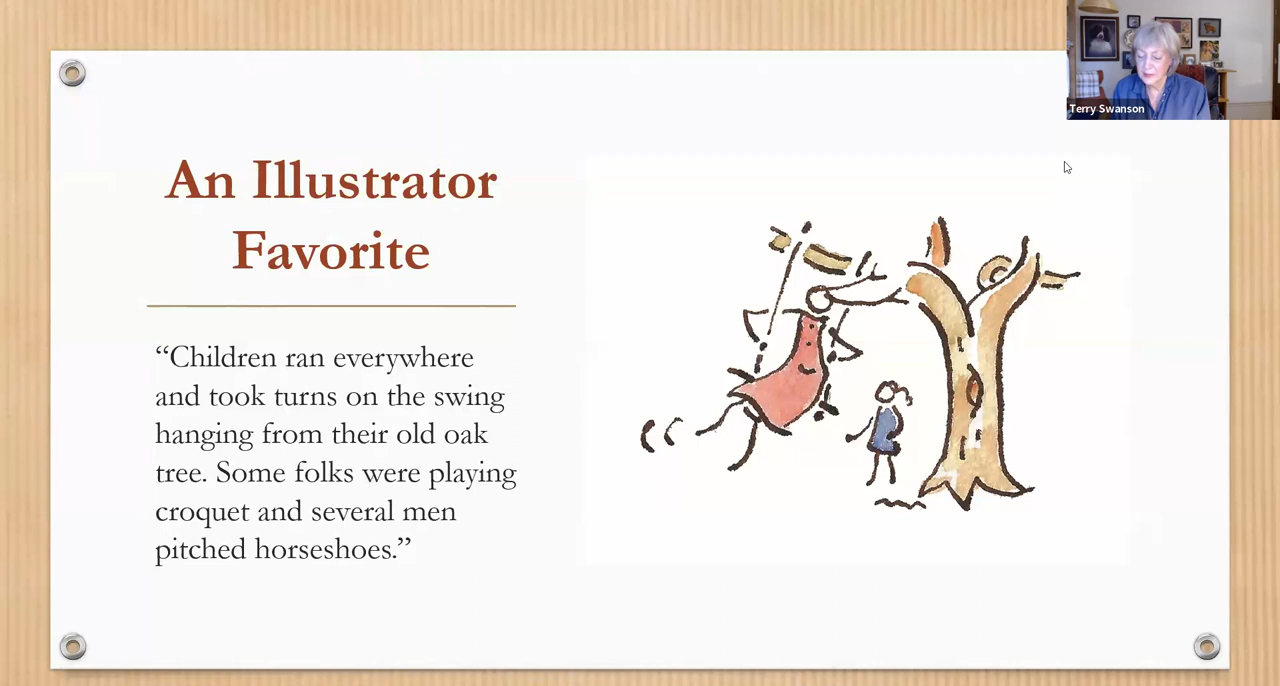 Terry Swanson
An Illustrator
Favorite
“Children ran everywhere
and took turns on the swing
hanging from their old oak
tree. Some folks were playing
croquet and several men
pitched horseshoes.”